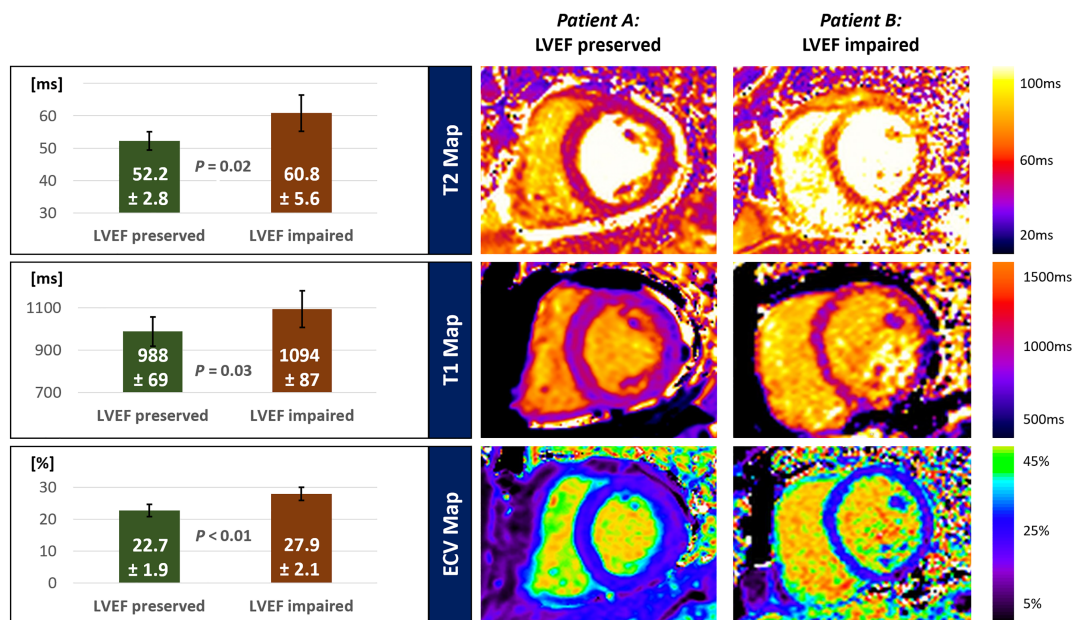 Patient A:
LVEF preserved
Patient B:
LVEF impaired
[ms]
60
50
40
30
52.2
± 2.8
P = 0.02
60.8
± 5.6
LVEF preserved
LVEF impaired
T2 Map
100ms
60ms
20ms
[ms]
1100
900
700
988
± 69
P = 0.03
1094
± 87
LVEF preserved
LVEF impaired
T1 Map
1500ms
1000ms
500ms
[%]
30
20
10
0
22.7
± 1.9
P < 0.01
27.9
± 2.1
LVEF preserved
LVEF impaired
ECV Map
45%
25%
5%